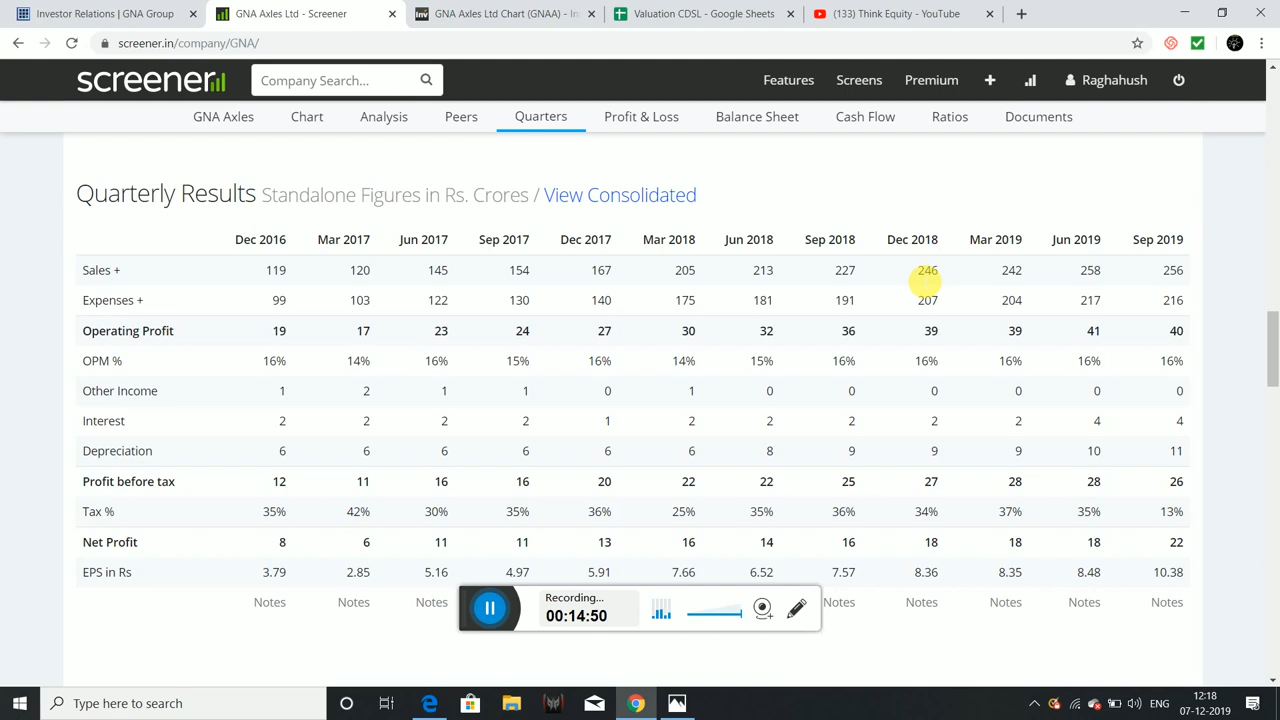 Investor Relations I GNA Group
GNA Axles Ltd - Screener
GNA Axles Ltd Chart (GNAA) - In
Valuation CDSL - Google Sheets
(133) Think Equity - YouTube
screener.in/company/GNA/
screener
Company Search...
Features Screens Premium Raghahush
GNA Axles Chart Analysis Peers Quarters Profit & Loss Balance Sheet Cash Flow Ratios Documents
Quarterly Results Standalone Figures in Rs. Crores / View Consolidated
Dec 2016 Mar 2017 Jun 2017 Sep 2017 Dec 2017 Mar 2018 Jun 2018 Sep 2018 Dec 2018 Mar 2019 Jun 2019 Sep 2019
Sales + 119 120 145 154 167 205 213 227 246 242 258 256
Expenses + 99 103 122 130 140 175 181 191 207 204 217 216
Operating Profit 19 17 23 24 27 30 32 36 39 39 41 40
OPM % 16% 14% 16% 15% 16% 14% 15% 16% 16% 16% 16% 16%
Other Income 1 2 1 1 0 1 0 0 0 0 0 0
Interest 2 2 2 2 1 2 2 2 2 2 4 4
Depreciation 6 6 6 6 6 6 8 9 9 9 10 11
Profit before tax 12 11 16 16 20 22 22 25 27 28 28 26
Tax % 35% 42% 30% 35% 36% 25% 35% 36% 34% 37% 35% 13%
Net Profit 8 6 11 11 13 16 14 16 18 18 18 22
EPS in Rs 3.79 2.85 5.16 4.97 5.91 7.66 6.52 7.57 8.36 8.35 8.48 10.38
Notes Notes Notes Notes Notes Notes Notes
Recording...
00:14:50
Type here to search
ENG
12:18
07-12-2019